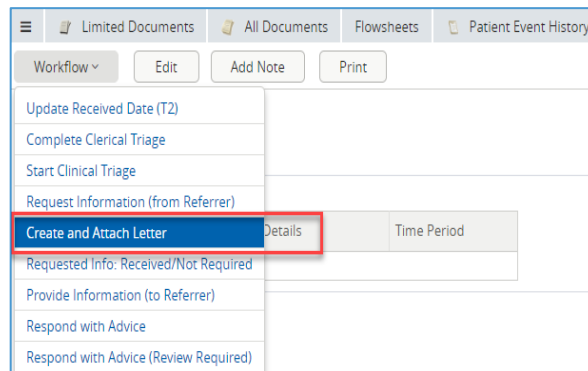 Limited Documents All Documents Flowsheets Patient Event History
Workflow Edit Add Note Print
Update Received Date (T2)
Complete Clerical Triage
Start Clinical Triage
Request Information (from Referrer)
Create and Attach Letter Details Time Period
Requested Info: Received/Not Required
Provide Information (to Referrer)
Respond with Advice
Respond with Advice (Review Required)